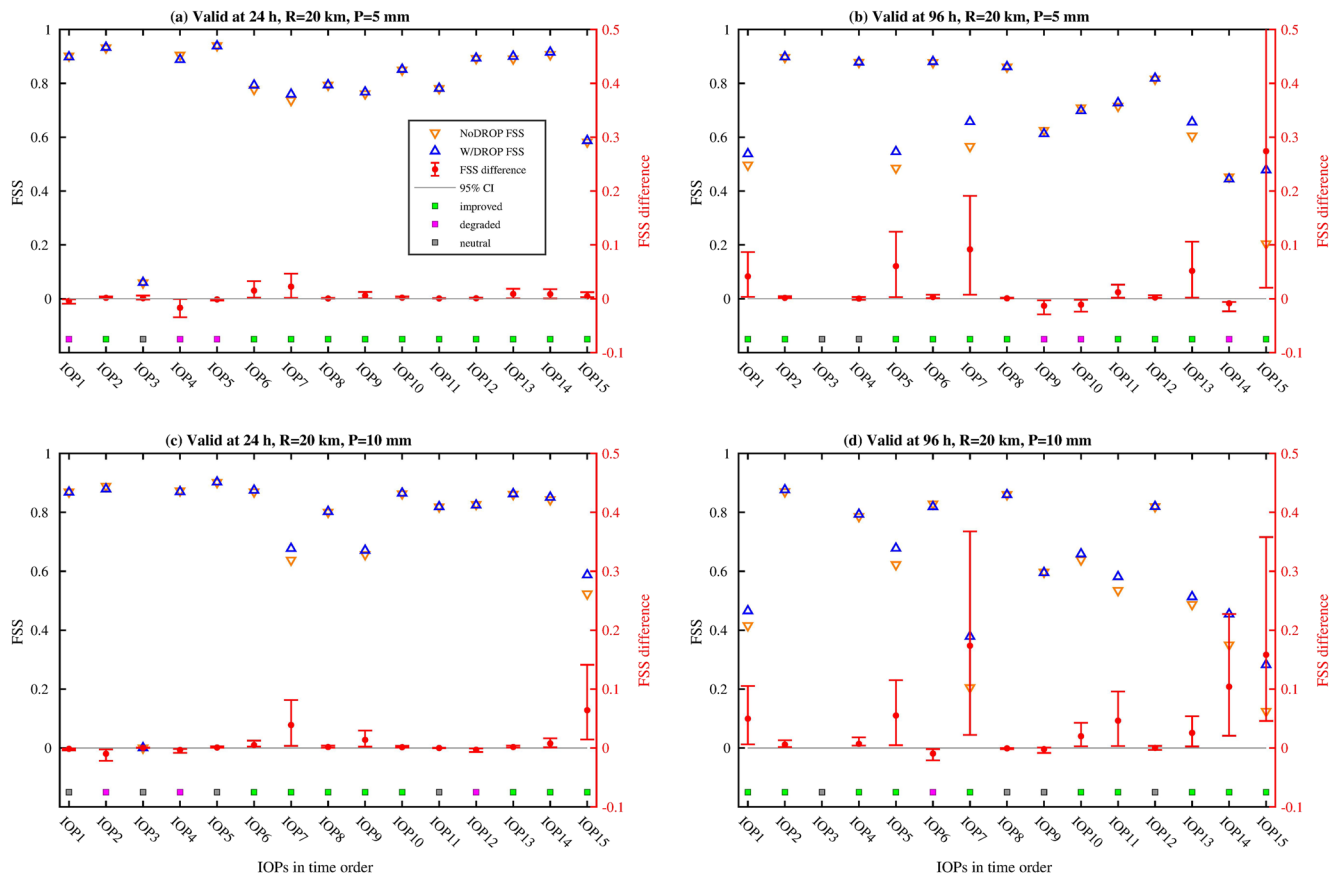 (a) Valid at 24 h, R=20 km, P=5 mm
1
0.8
0.6
0.4
0.2
0
FSS
NoDROP FSS
W/DROP FSS
FSS difference
95% CI
improved
degraded
neutral
0.5
0.4
0.3
0.2
0.1
0
-0.1
FSS difference
IOP1 IOP2 IOP3 IOP4 IOP5 IOP6 IOP7 IOP8 IOP9 IOP10 IOP11 IOP12 IOP13 IOP14 IOP15
(b) Valid at 96 h, R=20 km, P=5 mm
1
0.8
0.6
0.4
0.2
0
FSS
0.5
0.4
0.3
0.2
0.1
0
-0.1
FSS difference
IOP1 IOP2 IOP3 IOP4 IOP5 IOP6 IOP7 IOP8 IOP9 IOP10 IOP11 IOP12 IOP13 IOP14 IOP15
(c) Valid at 24 h, R=20 km, P=10 mm
1
0.8
0.6
0.4
0.2
0
FSS
0.5
0.4
0.3
0.2
0.1
0
-0.1
FSS difference
IOP1 IOP2 IOP3 IOP4 IOP5 IOP6 IOP7 IOP8 IOP9 IOP10 IOP11 IOP12 IOP13 IOP14 IOP15
IOPs in time order
(d) Valid at 96 h, R=20 km, P=10 mm
1
0.8
0.6
0.4
0.2
0
FSS
0.5
0.4
0.3
0.2
0.1
0
-0.1
FSS difference
IOP1 IOP2 IOP3 IOP4 IOP5 IOP6 IOP7 IOP8 IOP9 IOP10 IOP11 IOP12 IOP13 IOP14 IOP15
IOPs in time order